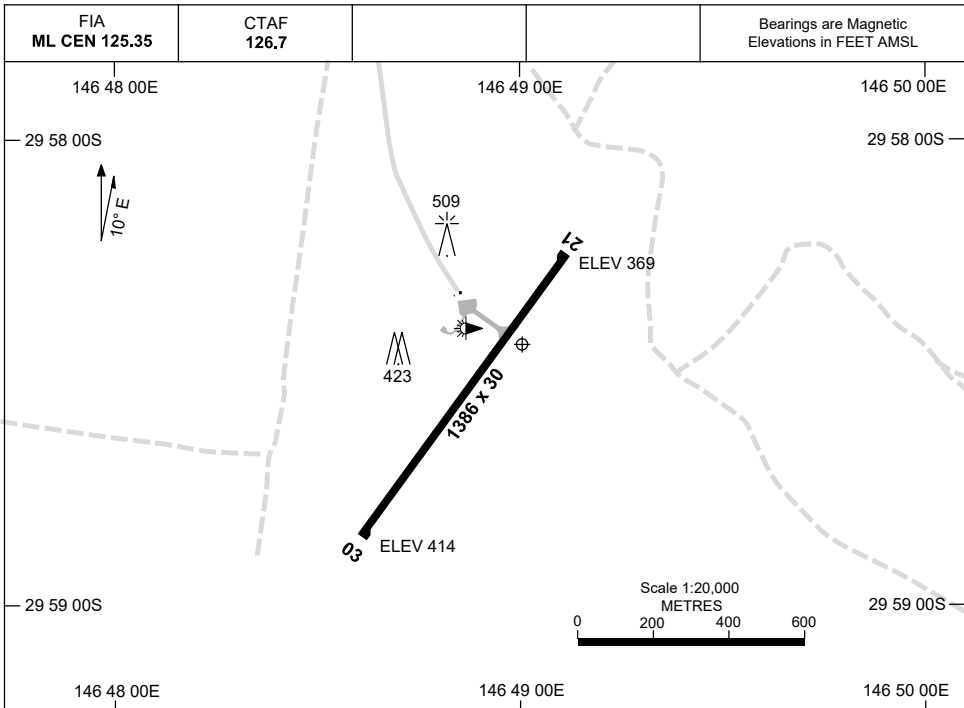 FIA
ML CEN 125.35
CTAF
126.7
Bearings are Magnetic
Elevations in FEET AMSL
146 48 00E
146 49 00E
146 50 00E
29 58 00S
29 58 00S
10° E
509
21
ELEV 369
423
1386 x 30
03
ELEV 414
Scale 1:20,000
METRES
0 200 400 600
29 59 00S
29 59 00S
146 48 00E
146 49 00E
146 50 00E